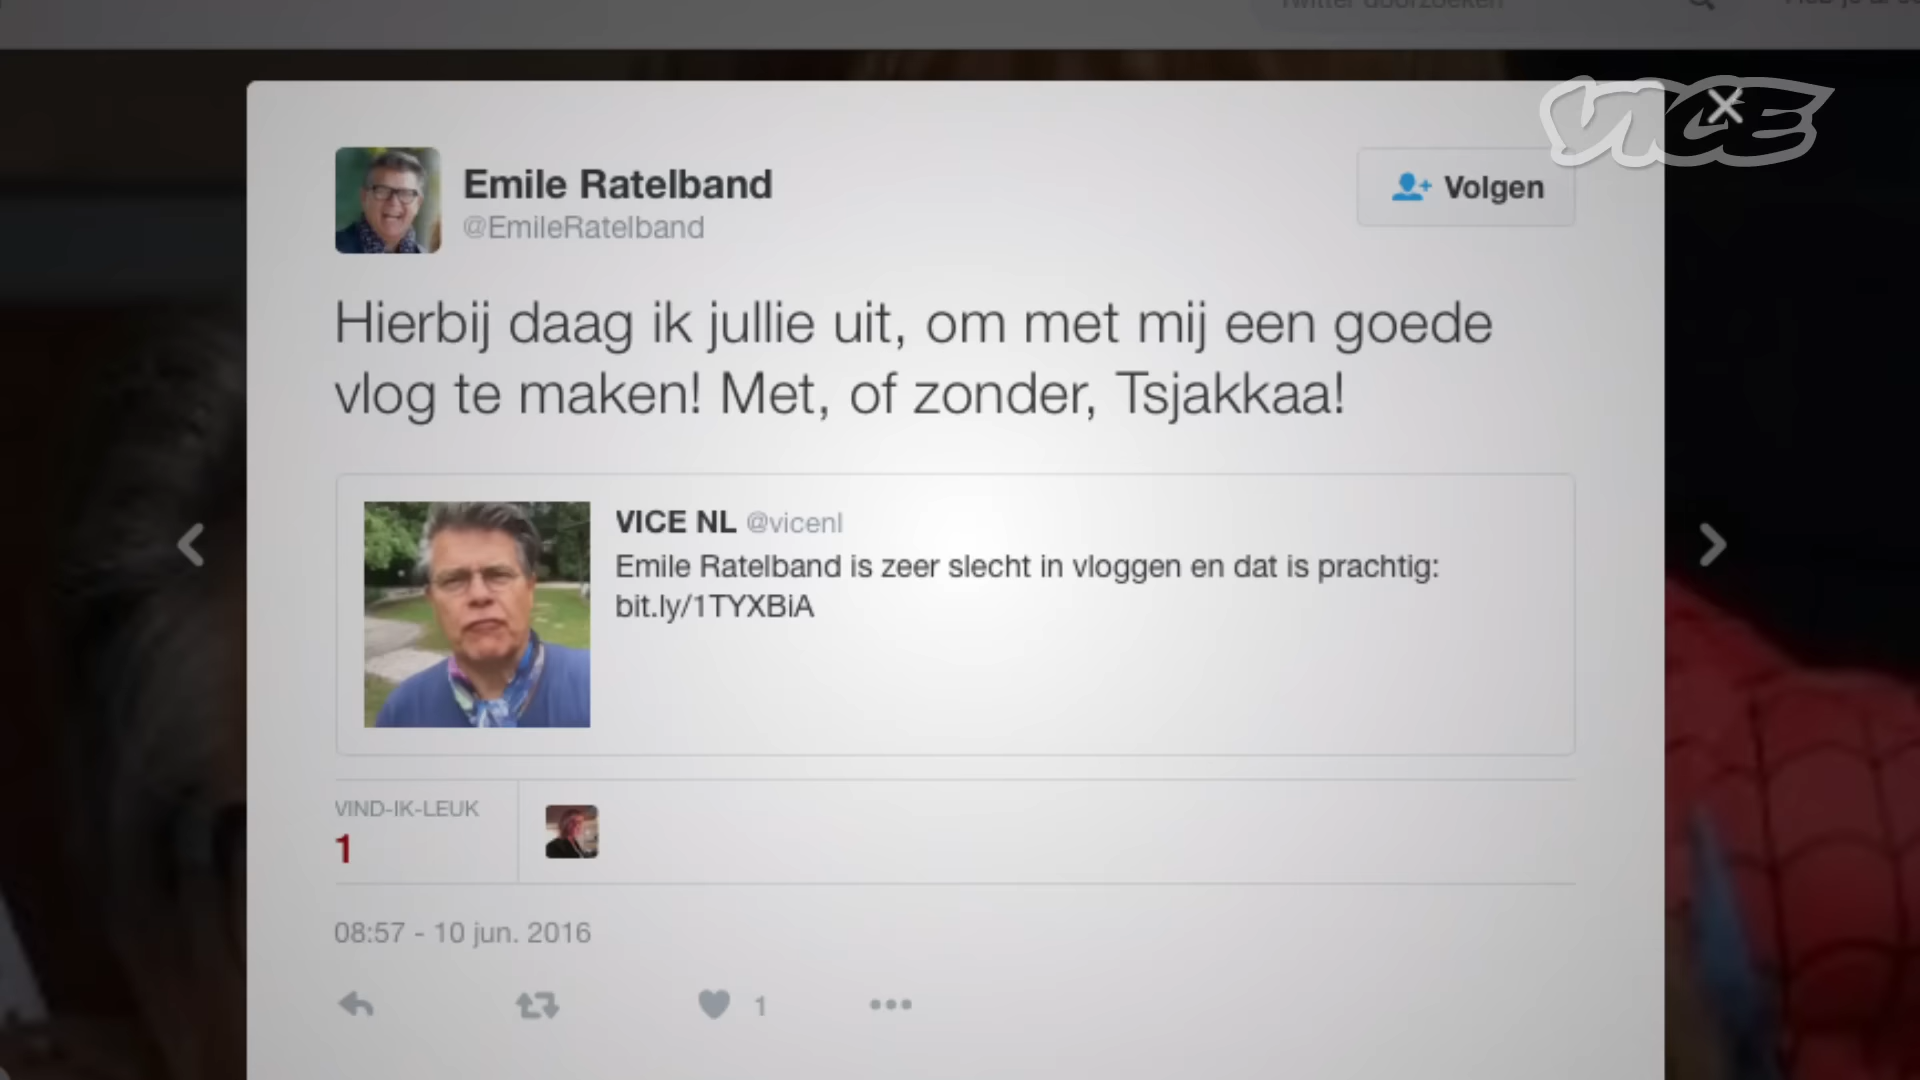 VICE
Emile Ratelband
@EmileRatelband
Volgen
Hierbij daag ik jullie uit, om met mij een goede
vlog te maken! Met, of zonder, Tsjakkaa!
VICE NL @vicenl
Emile Ratelband is zeer slecht in vloggen en dat is prachtig:
bit.ly/1TYXBiA
VIND-IK-LEUK
1
08:57 - 10 jun. 2016
1